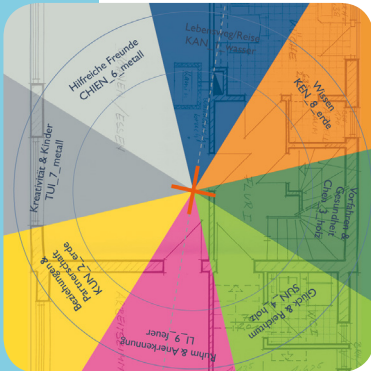 Lebensweg/Reise
KAN_1_wasser
Wissen
KEN_8_erde
Vorfahren &
Gesundheit
Chen_3_holz
Glück & Reichtum
SUN_4_holz
Ruhm & Anerkennung
LI_9_feuer
Beziehungen &
Partnerschaft
KUN_2_erde
Kreativität & Kinder
TUI_7_metall
Hilfreiche Freunde
CHIEN_6_metall